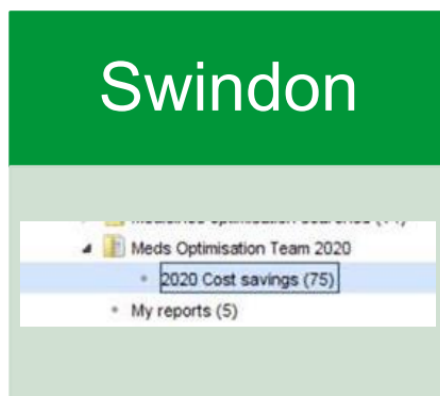 Swindon
Meds Optimisation Team 2020
2020 Cost savings (75)
My reports (5)